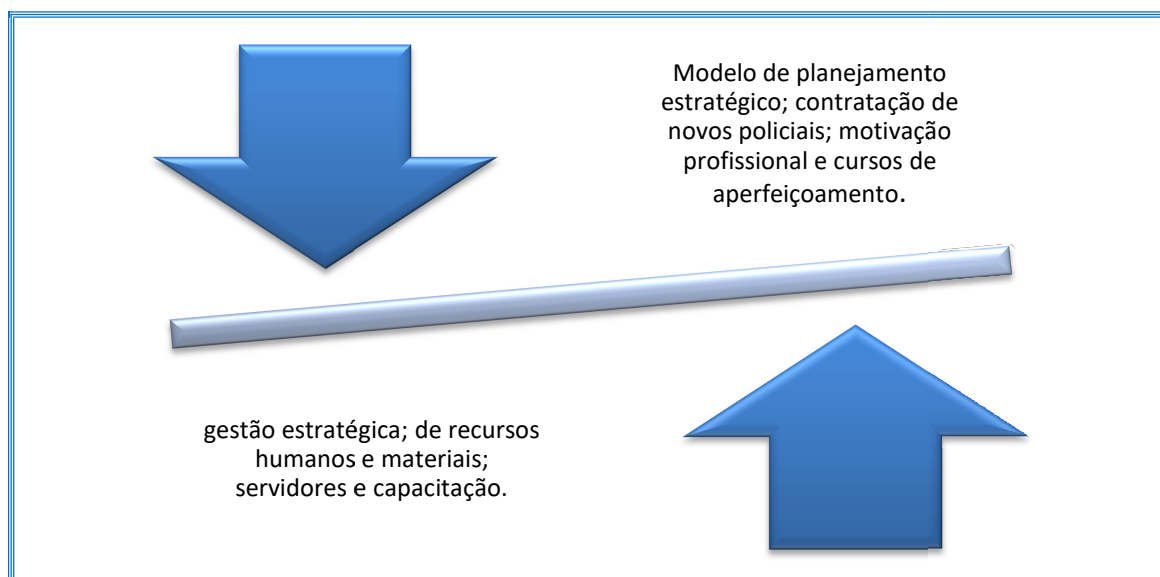 Modelo de planejamento
estratégico; contratação de
novos policiais; motivação
profissional e cursos de
aperfeiçoamento.
gestão estratégica; de recursos
humanos e materiais;
servidores e capacitação.